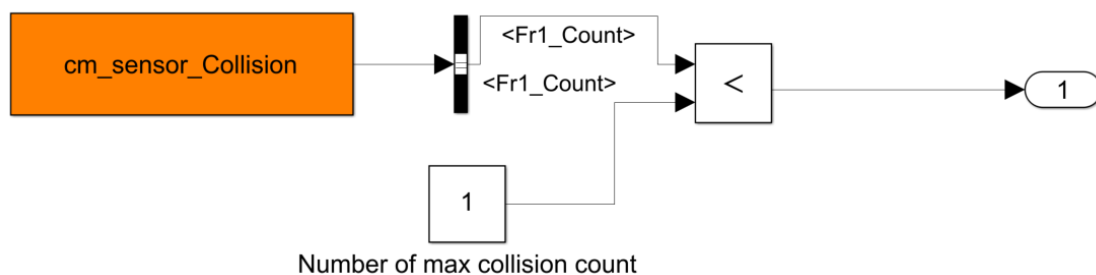 <Fr1_Count>
cm_sensor_Collision
<Fr1_Count>
<
1
1
Number of max collision count